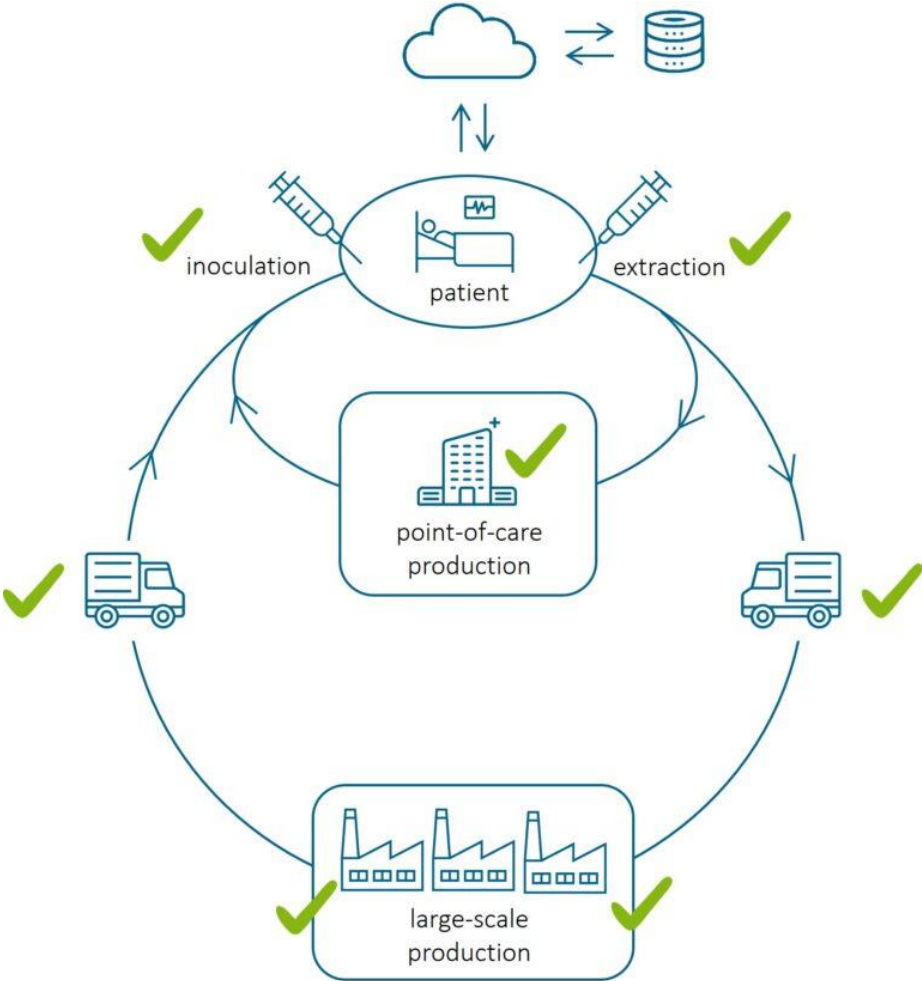 inoculation
extraction
patient
point-of-care
production
large-scale
production